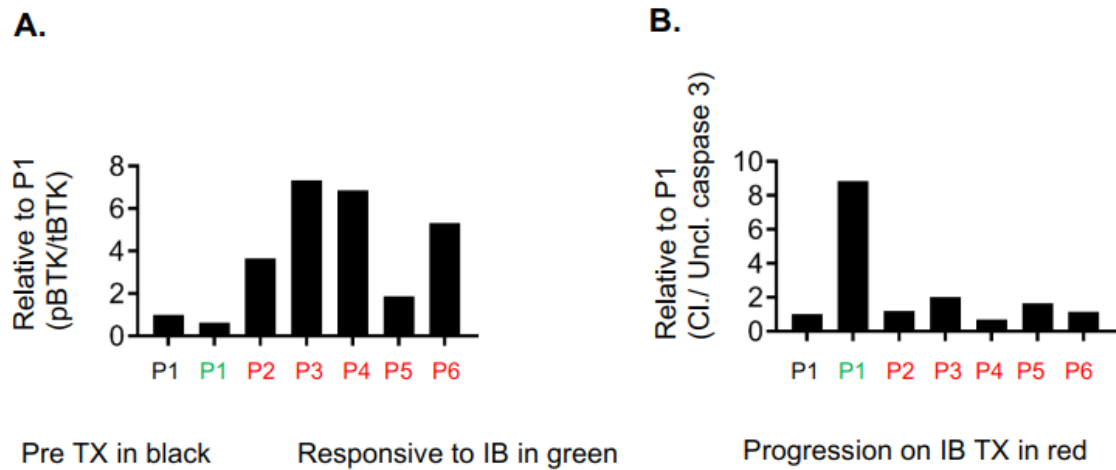 A.
Relative to P1
(pBTK/tBTK)
8
6
4
2
0
P1 P1 P2 P3 P4 P5 P6
B.
Relative to P1
(Cl./ Uncl. caspase 3)
10
8
6
4
2
0
P1 P1 P2 P3 P4 P5 P6
Pre TX in black Responsive to IB in green Progression on IB TX in red